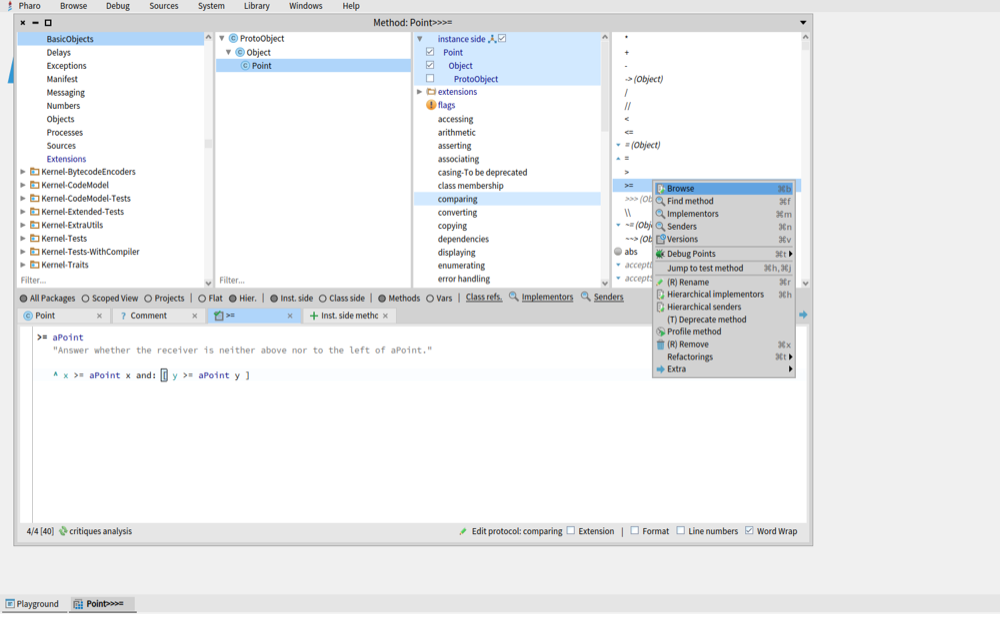 Pharo Browse Debug Sources System Library Windows Help
Method: Point>>>=
BasicObjects
Delays
Exceptions
Manifest
Messaging
Numbers
Objects
Processes
Sources
Extensions
Kernel-BytecodeEncoders
Kernel-CodeModel
Kernel-CodeModel-Tests
Kernel-Extended-Tests
Kernel-ExtraUtils
Kernel-Tests
Kernel-Tests-WithCompiler
Kernel-Traits
Filter...
ProtoObject
Object
Point
Filter...
instance side
Point
Object
ProtoObject
extensions
flags
accessing
arithmetic
asserting
associating
casing-To be deprecated
class membership
comparing
converting
copying
dependencies
displaying
enumerating
error handling
*
+
-
-> (Object)
/
//
<
<=
= (Object)
=
>
>=
>>> (Ob
\\
~= (Obj
~~> (Ob
abs
accept
accept
Browse ⌘b
Find method ⌘f
Implementors ⌘m
Senders ⌘n
Versions ⌘v
Debug Points ⌘t
Jump to test method ⌘h,⌘j
(R) Rename ⌘r
Hierarchical implementors ⌘h
Hierarchical senders
(T) Deprecate method
Profile method
(R) Remove ⌘x
Refactorings ⌘t
Extra
All Packages Scoped View Projects | Flat Hier. | Inst. side Class side | Methods Vars | Class refs. Implementors Senders
Point × ? Comment × >= × Inst. side methc ×
>= aPoint
"Answer whether the receiver is neither above nor to the left of aPoint."
^ x >= aPoint x and: [ y >= aPoint y ]
4/4 [40] critiques analysis Edit protocol: comparing Extension | Format Line numbers Word Wrap
Playground Point>>>=